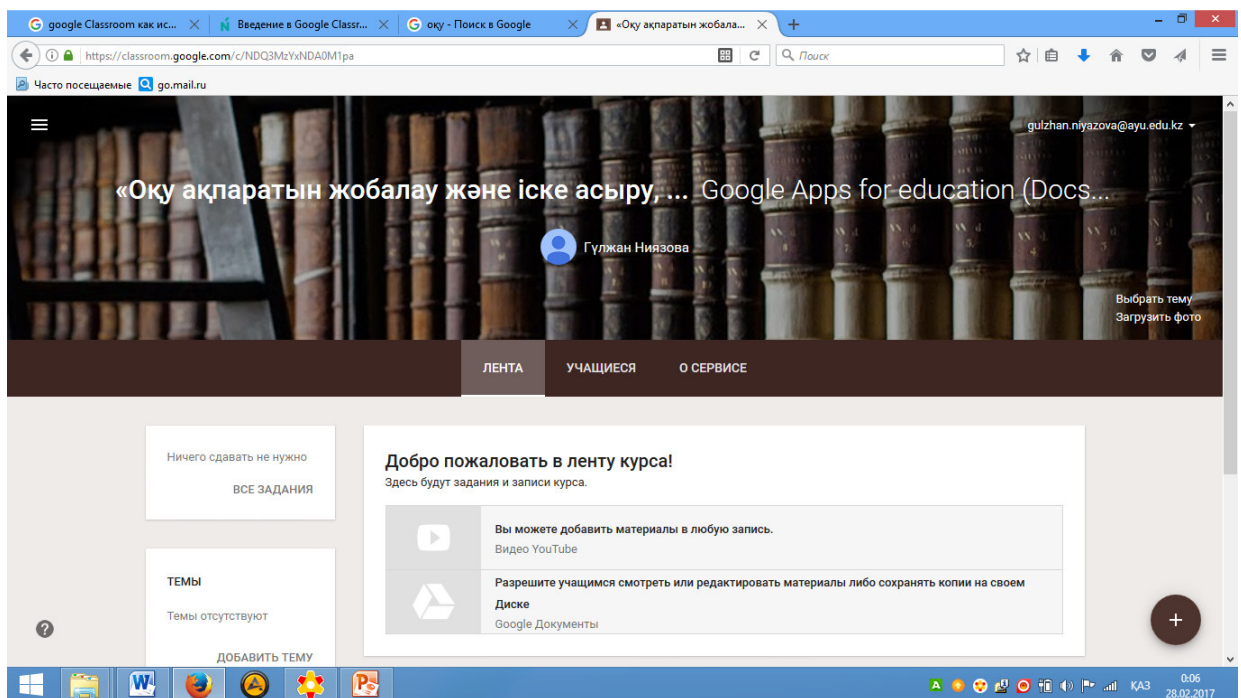 google Classroom как ис...
Введение в Google Classr...
оқу - Поиск в Google
«Оқу ақпаратын жобала...
https://classroom.google.com/c/NDQ3MzYxNDA0M1pa
Поиск
Часто посещаемые
go.mail.ru
gulzhan.niyazova@ayu.edu.kz
«Оқу ақпаратын жобалау және іске асыру, ... Google Apps for education (Docs...
Гүлжан Ниязова
Выбрать тему
Загрузить фото
ЛЕНТА УЧАЩИЕСЯ О СЕРВИСЕ
Ничего сдавать не нужно
ВСЕ ЗАДАНИЯ
ТЕМЫ
Темы отсутствуют
ДОБАВИТЬ ТЕМУ
Добро пожаловать в ленту курса!
Здесь будут задания и записи курса.
Вы можете добавить материалы в любую запись.
Видео YouTube
Разрешите учащимся смотреть или редактировать материалы либо сохранять копии на своем
Диске
Google Документы
ҚАЗ
0:06
28.02.2017